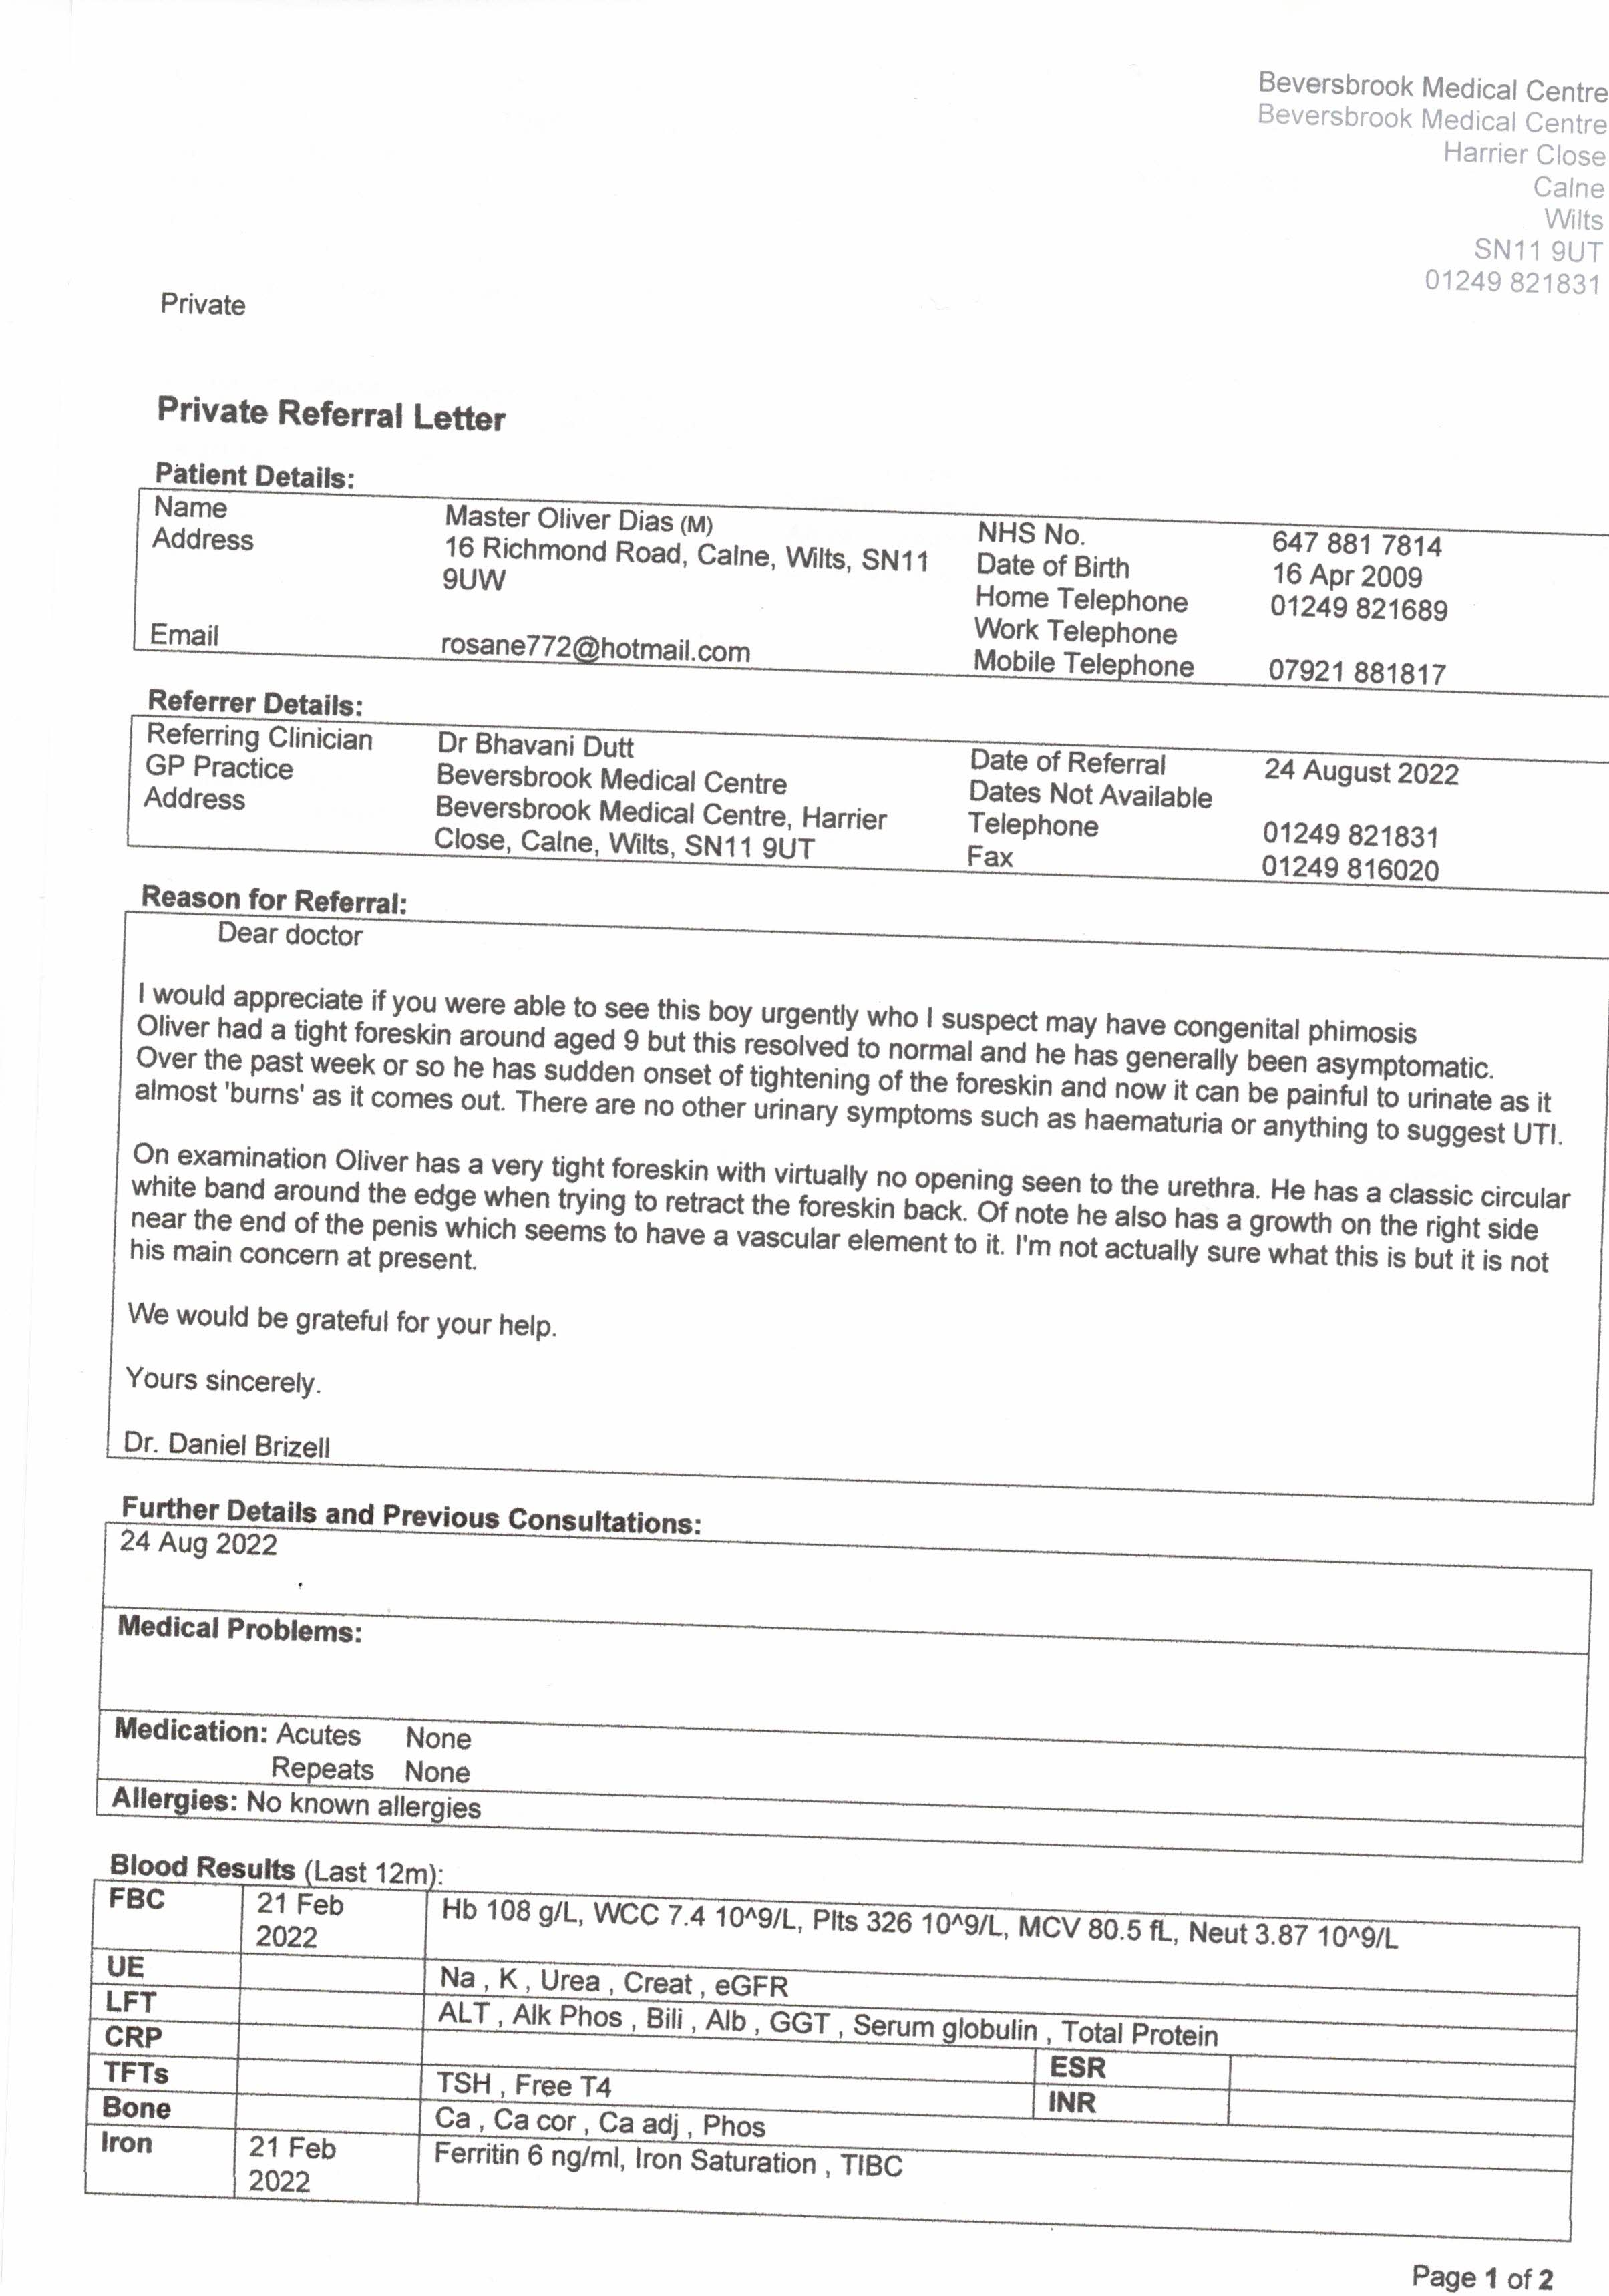 Beversbrook Medical Centre
Beversbrook Medical Centre
Harrier Close
Calne
Wilts
SN11 9UT
01249 821831
Private
Private Referral Letter
Patient Details:
Name Master Oliver Dias (M) NHS No. 647 881 7814
Address 16 Richmond Road, Calne, Wilts, SN11 Date of Birth 16 Apr 2009
9UW Home Telephone 01249 821689
Work Telephone
Email rosane772@hotmail.com Mobile Telephone 07921 881817
Referrer Details:
Referring Clinician Dr Bhavani Dutt Date of Referral 24 August 2022
GP Practice Beversbrook Medical Centre Dates Not Available
Address Beversbrook Medical Centre, Harrier Telephone 01249 821831
Close, Calne, Wilts, SN11 9UT Fax 01249 816020
Reason for Referral:
Dear doctor
I would appreciate if you were able to see this boy urgently who I suspect may have congenital phimosis
Oliver had a tight foreskin around aged 9 but this resolved to normal and he has generally been asymptomatic.
Over the past week or so he has sudden onset of tightening of the foreskin and now it can be painful to urinate as it
almost 'burns' as it comes out. There are no other urinary symptoms such as haematuria or anything to suggest UTI.
On examination Oliver has a very tight foreskin with virtually no opening seen to the urethra. He has a classic circular
white band around the edge when trying to retract the foreskin back. Of note he also has a growth on the right side
near the end of the penis which seems to have a vascular element to it. I'm not actually sure what this is but it is not
his main concern at present.
We would be grateful for your help.
Yours sincerely.
Dr. Daniel Brizell
Further Details and Previous Consultations:
24 Aug 2022
Medical Problems:
Medication: Acutes None
Repeats None
Allergies: No known allergies
Blood Results (Last 12m):
FBC 21 Feb 2022 Hb 108 g/L, WCC 7.4 10^9/L, Plts 326 10^9/L, MCV 80.5 fL, Neut 3.87 10^9/L
UE Na , K , Urea , Creat , eGFR
LFT ALT , Alk Phos , Bili , Alb , GGT , Serum globulin , Total Protein
CRP ESR
TFTs TSH , Free T4 INR
Bone Ca , Ca cor , Ca adj , Phos
Iron 21 Feb 2022 Ferritin 6 ng/ml, Iron Saturation , TIBC
Page 1 of 2